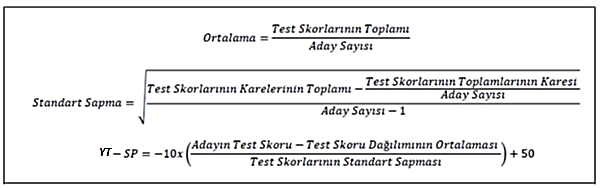 Ortalama = Test Skorlarının Toplamı / Aday Sayısı
Standart Sapma = √((Test Skorlarının Karelerinin Toplamı − Test Skorlarının Toplamlarının Karesi / Aday Sayısı) / (Aday Sayısı − 1))
YT − SP = −10x(Adayın Test Skoru − Test Skoru Dağılımının Ortalaması / Test Skorlarının Standart Sapması) + 50